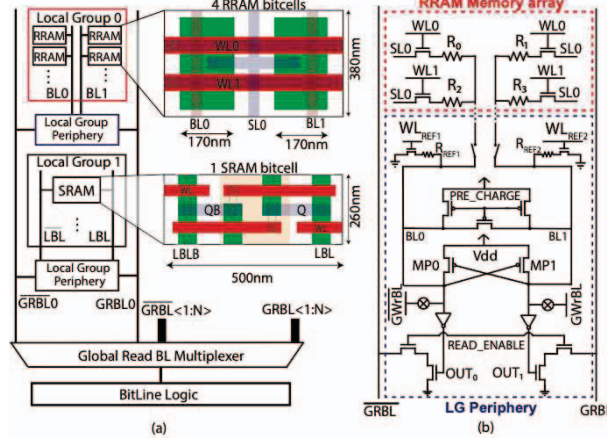 Local Group 0
RRAM RRAM
RRAM RRAM
BL0 BL1
Local Group
Periphery
Local Group 1
SRAM
LBL LBL
Local Group
Periphery
GRBL0 GRBL0
GRBL<1:N> GRBL<1:N>
Global Read BL Multiplexer
BitLine Logic
(a)
4 RRAM bitcells
WL0
WL1
BL0 SL0 BL1
170nm 170nm
380nm
1 SRAM bitcell
WL
QB Q
WL
LBLB LBL
500nm
260nm
RRAM Memory array
WL0 WL0
SL0 R0 R1 SL0
WL1 WL1
SL0 R2 R3 SL0
WLREF1 WLREF2
RREF1 RREF2
PRE_CHARGE
BL0 BL1
Vdd
MP0 MP1
GWrBL GWrBL
READ_ENABLE
OUT0 OUT1
GRBL GRBL
LG Periphery
(b)